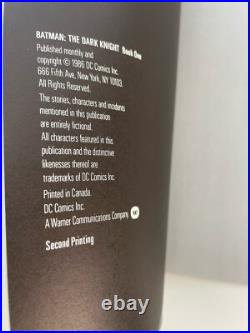 BATMAN: THE DARK KNIGHT Book One
Published monthly and
copyright © 1986 DC Comics Inc.
666 Fifth Ave., New York, NY 10103.
All Rights Reserved.
The stories, characters and incidents
mentioned in this publication
are entirely fictional.
All characters featured in this
publication and the distinctive
likenesses thereof are
trademarks of DC Comics Inc.
Printed in Canada.
DC Comics Inc.
A Warner Communications Company
Second Printing